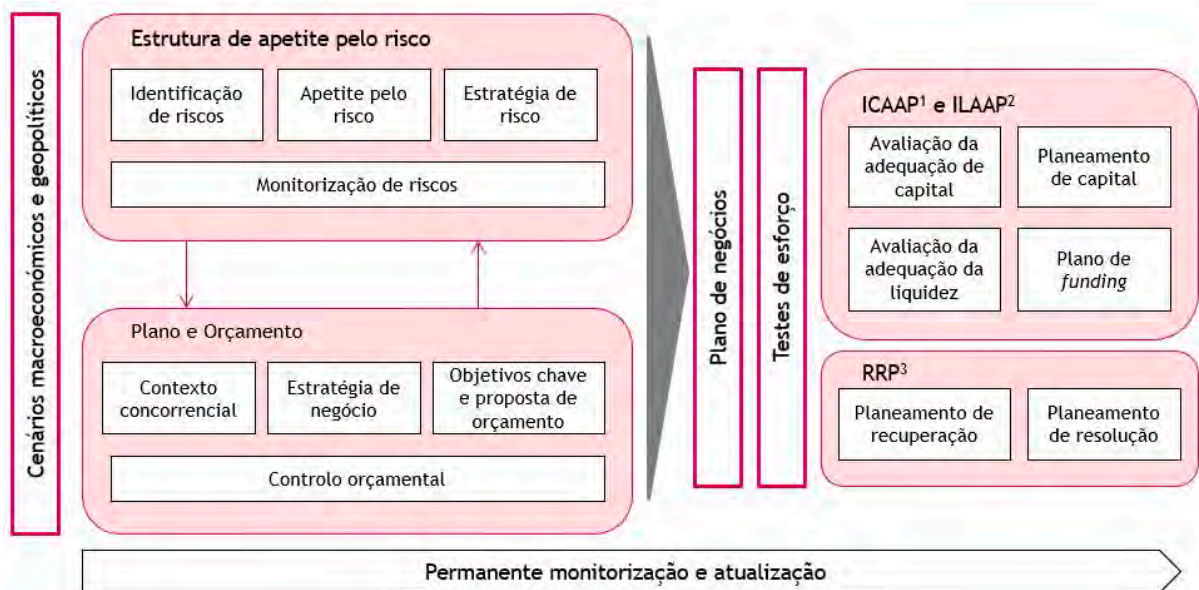 Cenários macroeconómicos e geopolíticos
Estrutura de apetite pelo risco
Identificação
de riscos
Apetite pelo
risco
Estratégia de
risco
Monitorização de riscos
Plano e Orçamento
Contexto
concorrencial
Estratégia de
negócio
Objetivos chave
e proposta de
orçamento
Controlo orçamental
Plano de negócios
Testes de esforço
ICAAP¹ e ILAAP²
Avaliação da
adequação de
capital
Planeamento
de capital
Avaliação da
adequação da
liquidez
Plano de
funding
RRP³
Planeamento de
recuperação
Planeamento
de resolução
Permanente monitorização e atualização